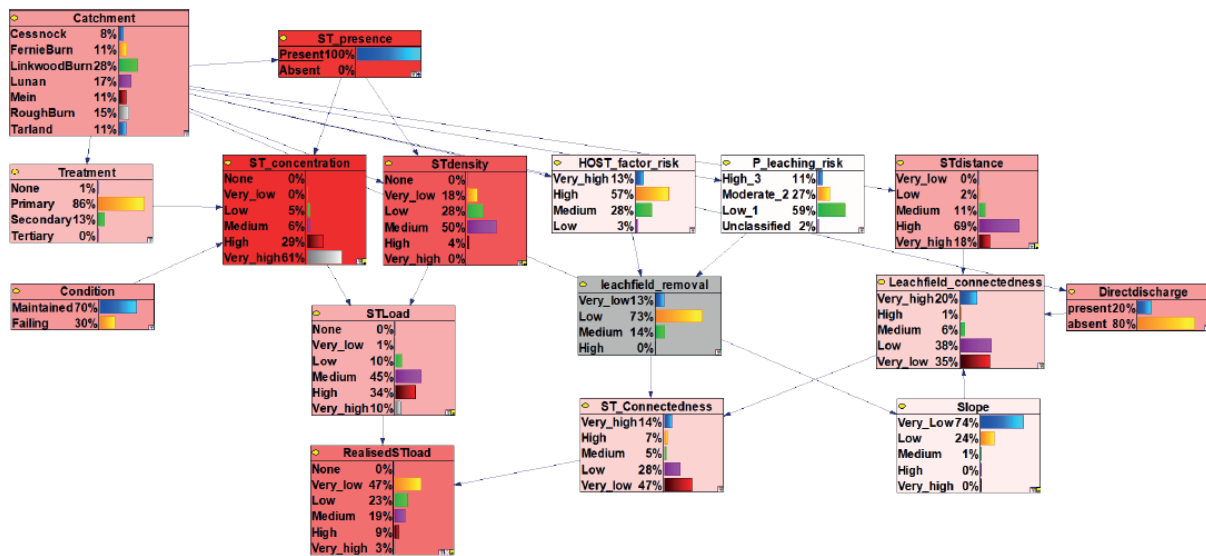 Catchment
Cessnock 8%
FernieBurn 11%
LinkwoodBurn 28%
Lunan 17%
Mein 11%
RoughBurn 15%
Tarland 11%
ST_presence
Present 100%
Absent 0%
Treatment
None 1%
Primary 86%
Secondary 13%
Tertiary 0%
ST_concentration
None 0%
Very_low 0%
Low 5%
Medium 6%
High 29%
Very_high 61%
STdensity
None 0%
Very_low 18%
Low 28%
Medium 50%
High 4%
Very_high 0%
HOST_factor_risk
Very_high 13%
High 57%
Medium 28%
Low 3%
P_leaching_risk
High_3 11%
Moderate_2 27%
Low_1 59%
Unclassified 2%
STdistance
Very_low 0%
Low 2%
Medium 11%
High 69%
Very_high 18%
Condition
Maintained 70%
Failing 30%
STLoad
None 0%
Very_low 1%
Low 10%
Medium 45%
High 34%
Very_high 10%
leachfield_removal
Very_low 13%
Low 73%
Medium 14%
High 0%
Leachfield_connectedness
Very_high 20%
High 1%
Medium 6%
Low 38%
Very_low 35%
Directdischarge
present 20%
absent 80%
RealisedSTload
None 0%
Very_low 47%
Low 23%
Medium 19%
High 9%
Very_high 3%
ST_Connectedness
Very_high 14%
High 7%
Medium 5%
Low 28%
Very_low 47%
Slope
Very_Low 74%
Low 24%
Medium 1%
High 0%
Very_high 0%